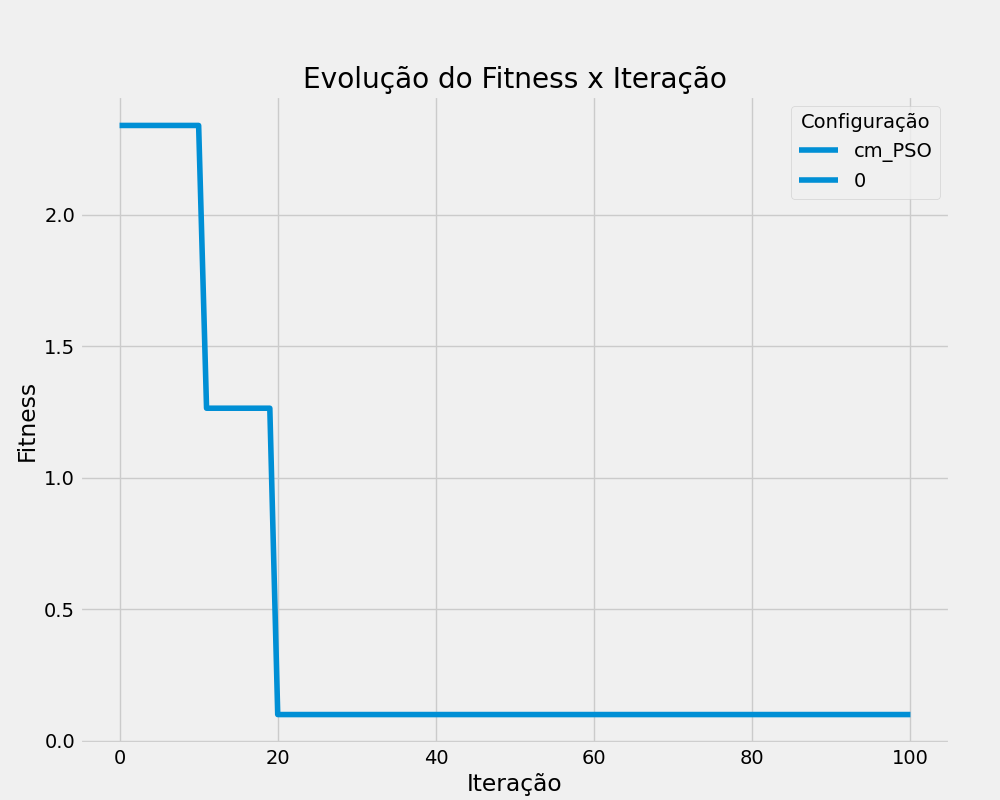 Evolução do Fitness x Iteração
Configuração
cm_PSO
0
2.0
1.5
1.0
0.5
0.0
Fitness
0 20 40 60 80 100
Iteração